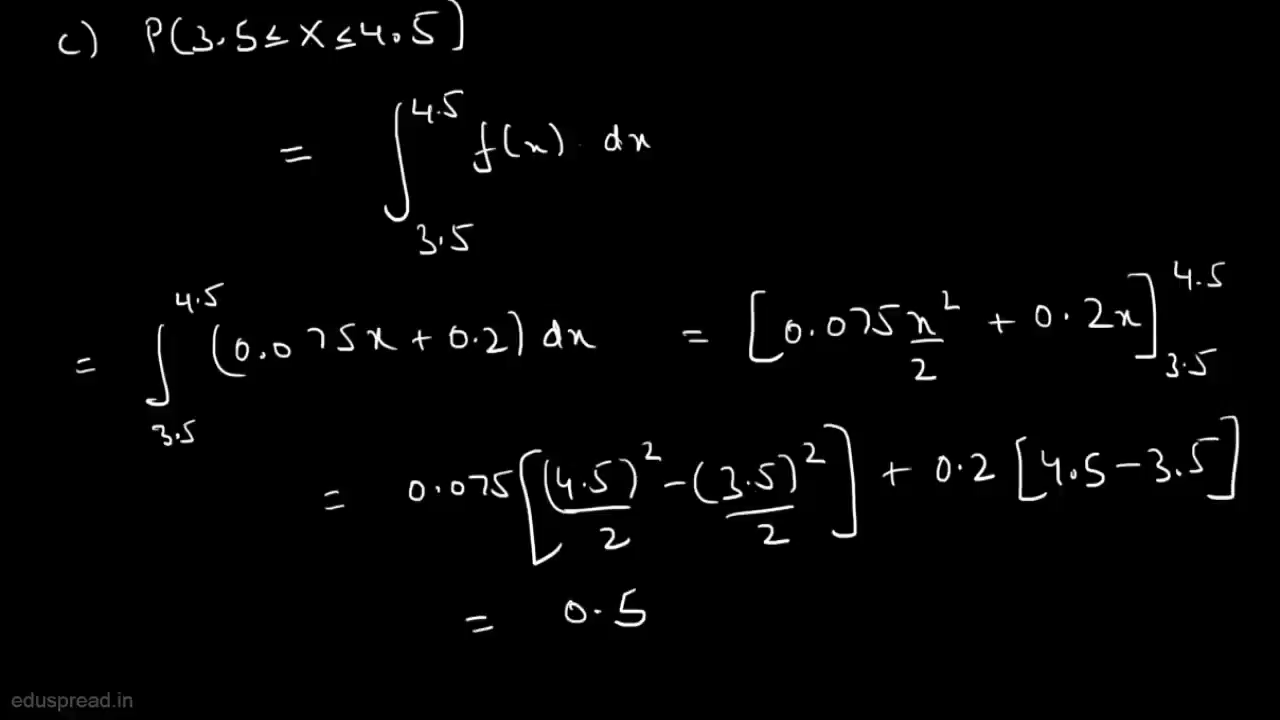 c) P(3.5 ≤ X ≤ 4.5)
= ∫_{3.5}^{4.5} f(x) · dx
= ∫_{3.5}^{4.5} (0.075x + 0.2) dx = [0.075 x²/2 + 0.2x]_{3.5}^{4.5}
= 0.075 [(4.5)²/2 - (3.5)²/2] + 0.2 [4.5 - 3.5]
= 0.5
eduspread.in